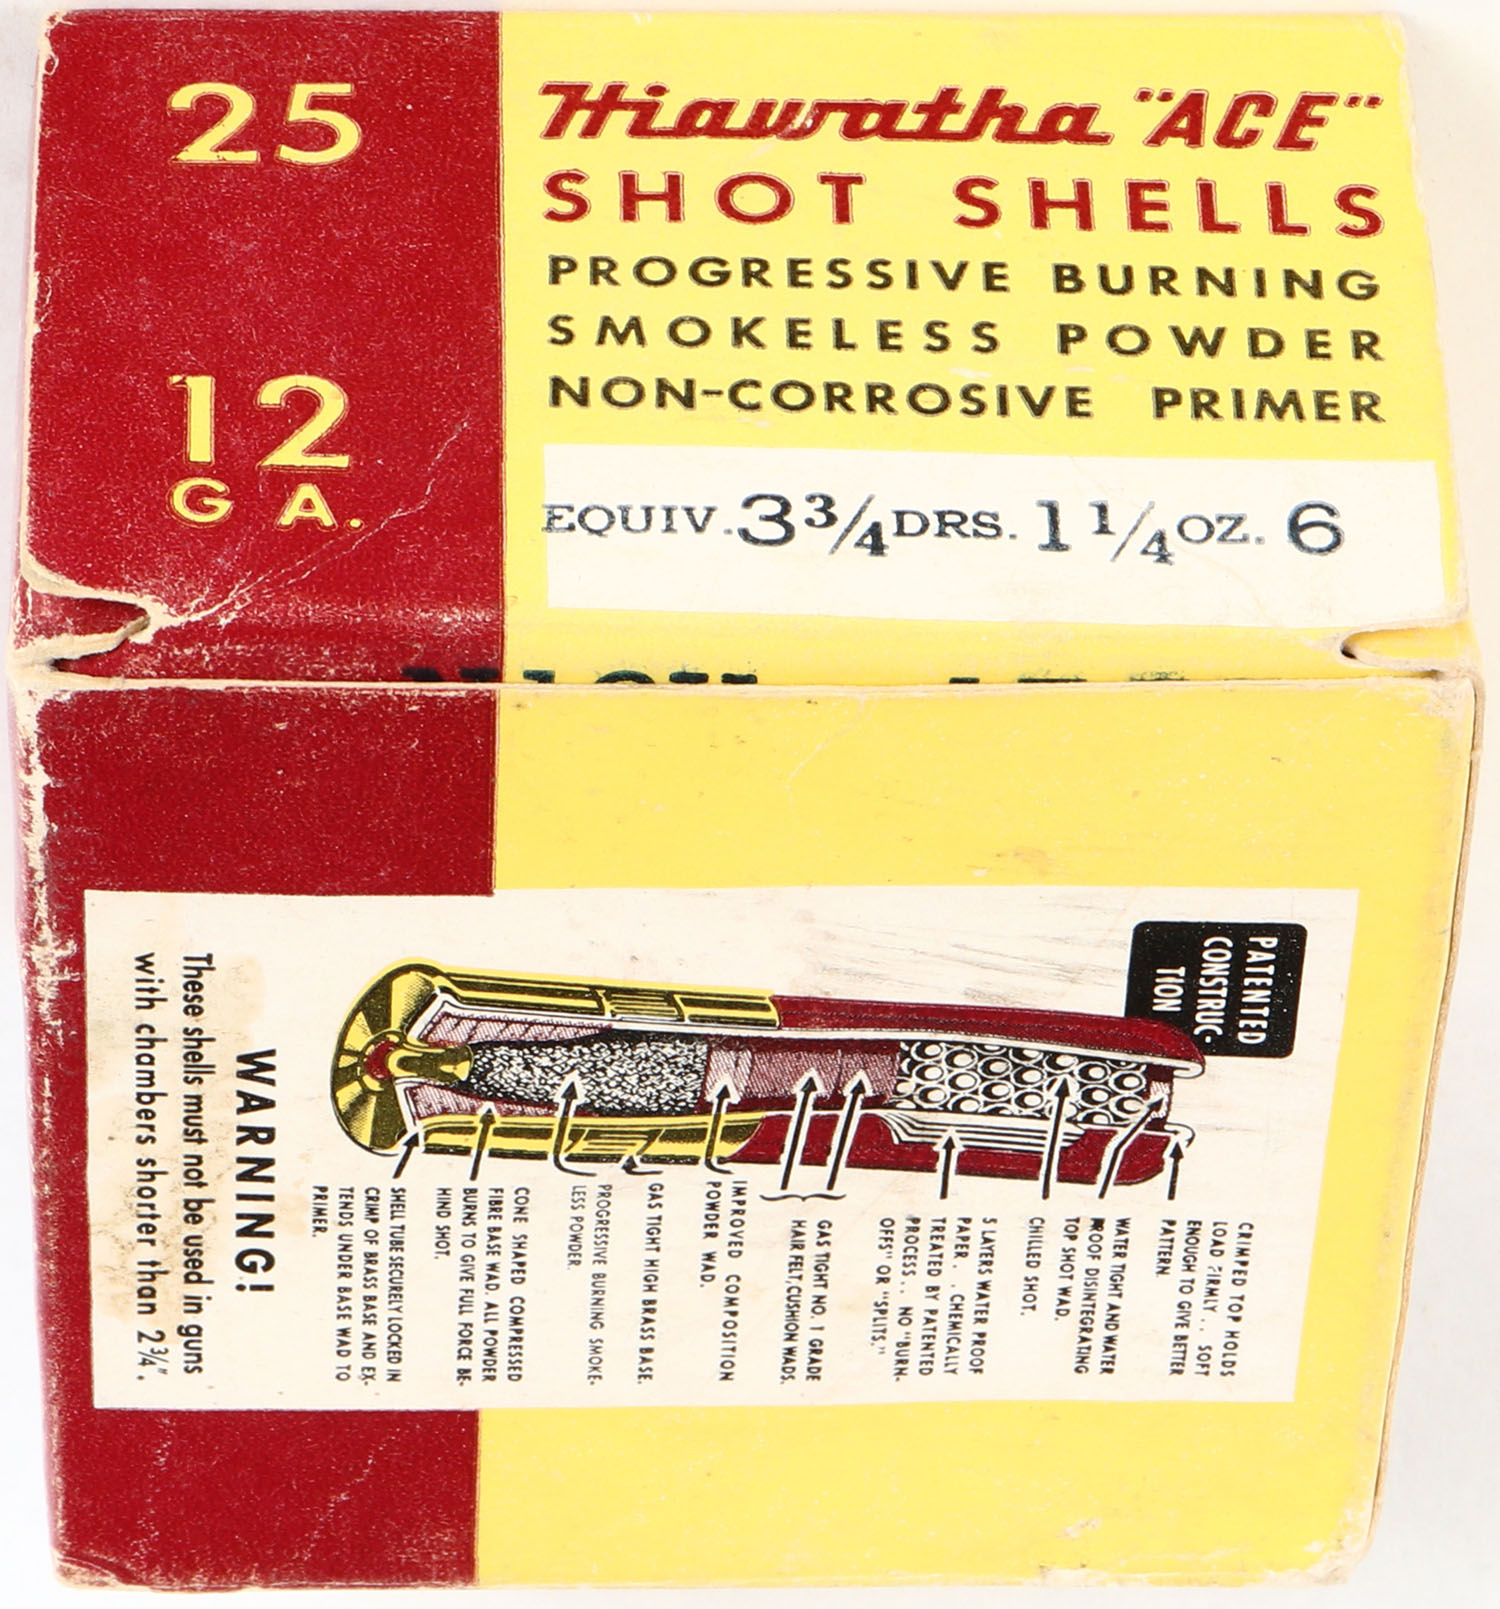 25
12
GA.
Hiawatha "ACE"
SHOT SHELLS
PROGRESSIVE BURNING
SMOKELESS POWDER
NON-CORROSIVE PRIMER
EQUIV. 3 3/4 DRS. 1 1/4 OZ. 6
PATENTED
CONSTRUC-
TION
CRIMPED TOP HOLDS
LOAD FIRMLY . . SOFT
ENOUGH TO GIVE BETTER
PATTERN.
WATER TIGHT AND WATER
PROOF DISINTEGRATING
TOP SHOT WAD.
CHILLED SHOT.
5 LAYERS WATER PROOF
PAPER . . CHEMICALLY
TREATED BY PATENTED
PROCESS . . NO "BURN-
OFFS" OR "SPLITS."
GAS TIGHT NO. 1 GRADE
HAIR FELT, CUSHION WADS.
IMPROVED COMPOSITION
POWDER WAD.
GAS TIGHT HIGH BRASS BASE.
PROGRESSIVE BURNING SMOKE-
LESS POWDER.
CONE SHAPED COMPRESSED
FIBRE BASE WAD. ALL POWDER
BURNS TO GIVE FULL FORCE BE-
HIND SHOT.
SHELL TUBE SECURELY LOCKED IN
CRIMP OF BRASS BASE AND EX-
TENDS UNDER BASE WAD TO
PRIMER.
WARNING!
These shells must not be used in guns
with chambers shorter than 2 3/4".